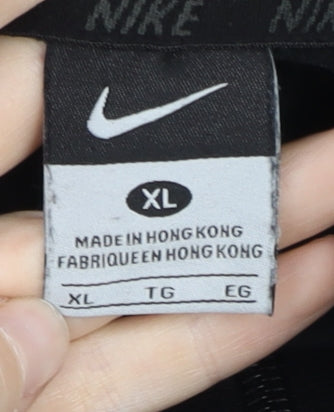 NIKE NIKE
XL
MADE IN HONG KONG
FABRIQUE EN HONG KONG
XL TG EG